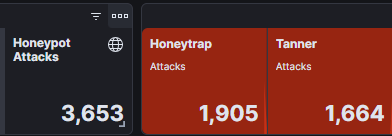 Honeypot
Attacks
3,653
Honeytrap
Attacks
1,905
Tanner
Attacks
1,664